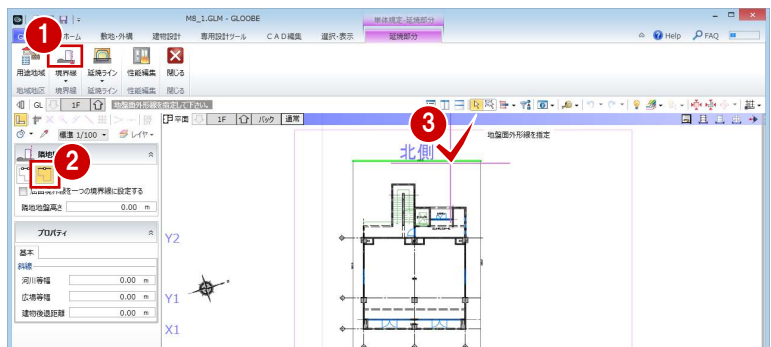 M8_1.GLM - GLOOBE
単体規定-延焼部分
ホーム 敷地・外構 建物設計 専用設計ツール CAD編集 選択・表示 延焼部分 Help FAQ
用途地域 境界線 延焼ライン 性能編集 閉じる
地域地区 境界線 延焼ライン 性能編集 閉じる
GL 1F 地盤面外形線を指定して下さい。
平面 1F バック 通常
標準 1/100 レイヤー
地盤面外形線を指定
北側
隣地
境界線を一つの境界線に設定する
隣地地盤高さ 0.00 m
プロパティ
基本
斜線
河川等幅 0.00 m
広場等幅 0.00 m
建物後退距離 0.00 m
Y2
Y1
X1
1
2
3